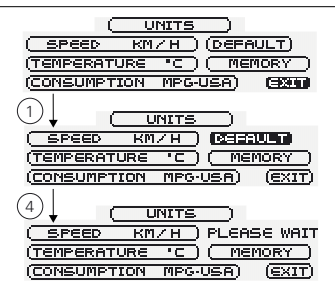 UNITS
SPEED KM/H DEFAULT
TEMPERATURE °C MEMORY
CONSUMPTION MPG-USA EXIT
1
UNITS
SPEED KM/H DEFAULT
TEMPERATURE °C MEMORY
CONSUMPTION MPG-USA EXIT
4
UNITS
SPEED KM/H PLEASE WAIT
TEMPERATURE °C MEMORY
CONSUMPTION MPG-USA EXIT